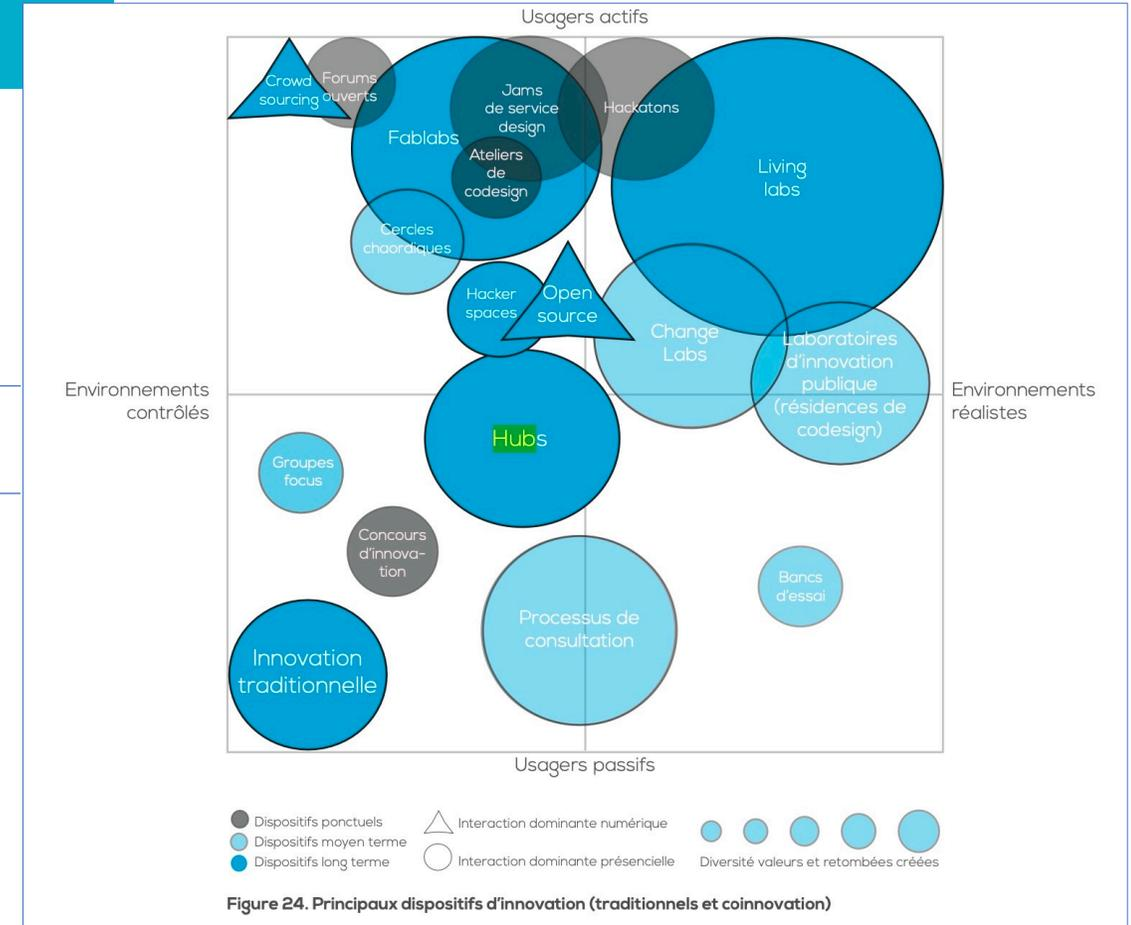 Usagers actifs
Crowd
sourcing
Forums
ouverts
Fablabs
Jams
de service
design
Hackatons
Ateliers
de
codesign
Living
labs
Cercles
chaordiques
Hacker
spaces
Open
source
Change
Labs
Laboratoires
d'innovation
publique
(résidences de
codesign)
Environnements
contrôlés
Environnements
réalistes
Hubs
Groupes
focus
Concours
d'innova-
tion
Bancs
d'essai
Processus de
consultation
Innovation
traditionnelle
Usagers passifs
Dispositifs ponctuels
Dispositifs moyen terme
Dispositifs long terme
Interaction dominante numérique
Interaction dominante présencielle
Diversité valeurs et retombées créées
Figure 24. Principaux dispositifs d'innovation (traditionnels et coinnovation)